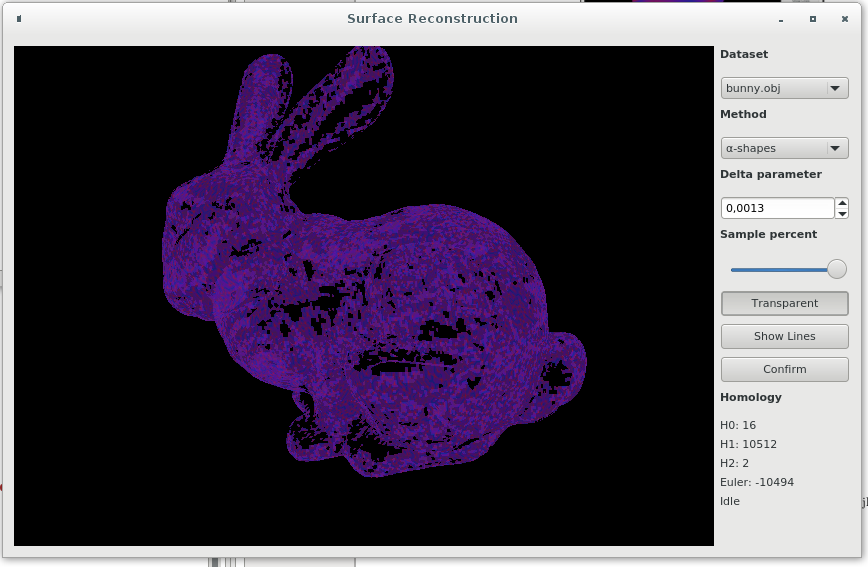 Surface Reconstruction
Dataset
bunny.obj
Method
α-shapes
Delta parameter
0,0013
Sample percent
Transparent
Show Lines
Confirm
Homology
H0: 16
H1: 10512
H2: 2
Euler: -10494
Idle